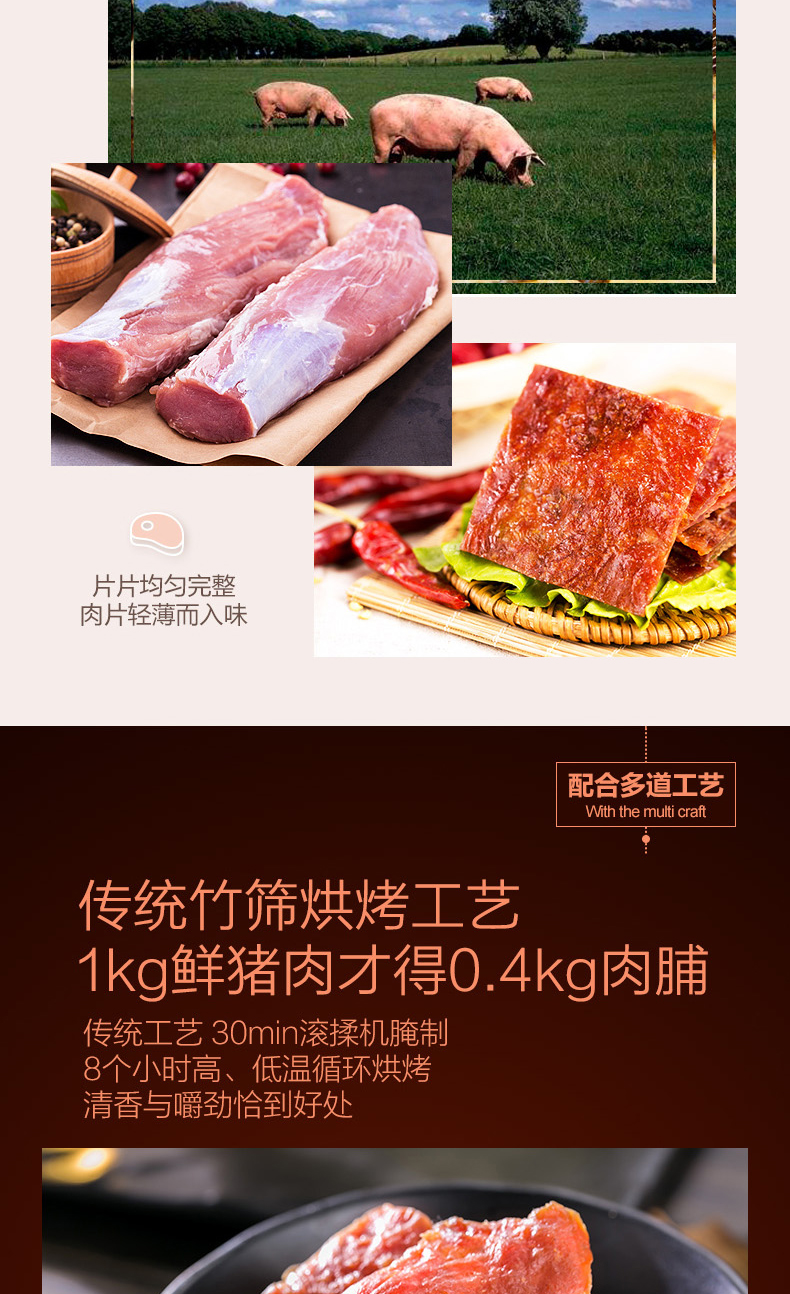 片片均匀完整
肉片轻薄而入味
配合多道工艺
With the multi craft
传统竹筛烘烤工艺
1kg鲜猪肉才得0.4kg肉脯
传统工艺 30min滚揉机腌制
8个小时高、低温循环烘烤
清香与嚼劲恰到好处